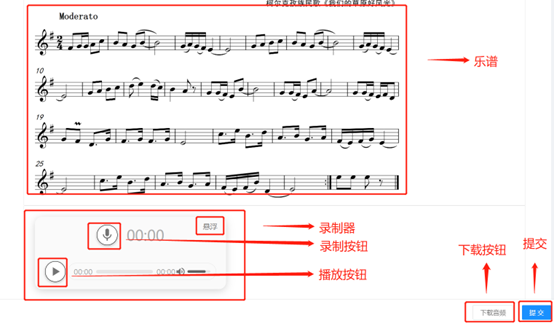 柯尔克孜族民歌《我们的草原好风光》
Moderato
2
4
乐谱
10
19
25
悬浮
录制器
00:00
录制按钮
00:00
00:00
播放按钮
下载按钮
提交
下载音频
提 交